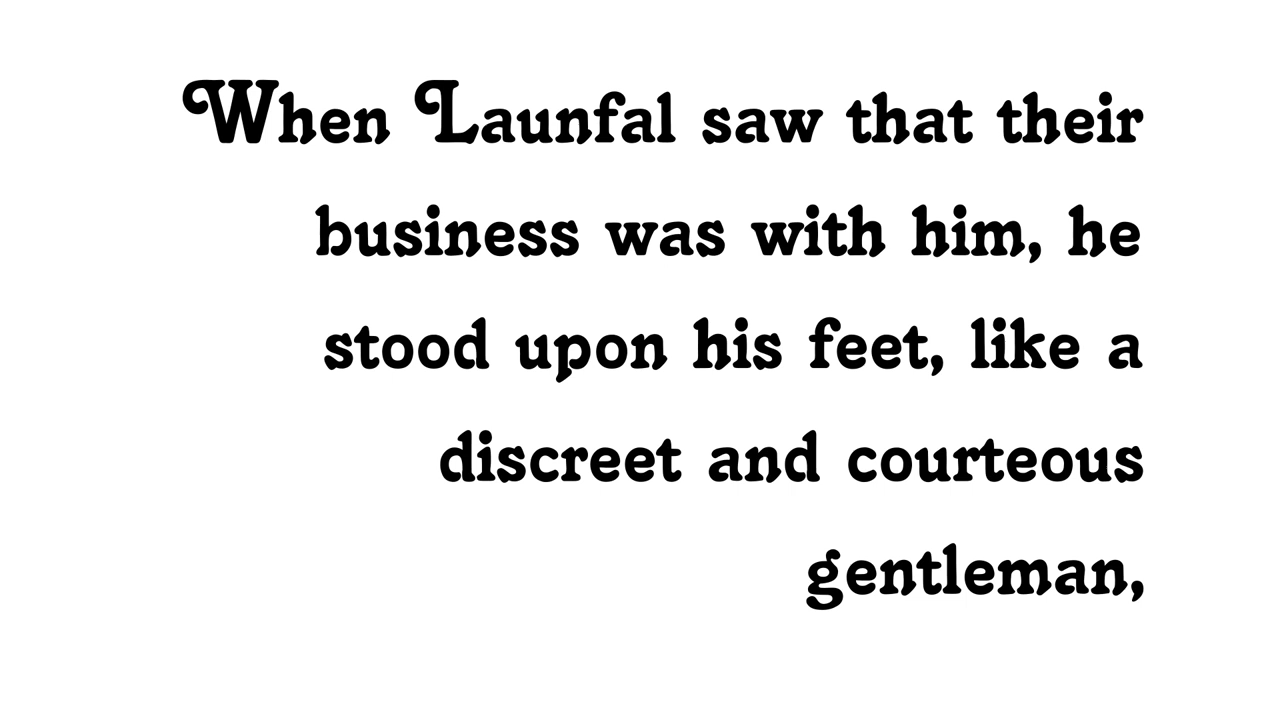 When Launfal saw that their
business was with him, he
stood upon his feet, like a
discreet and courteous
gentleman,